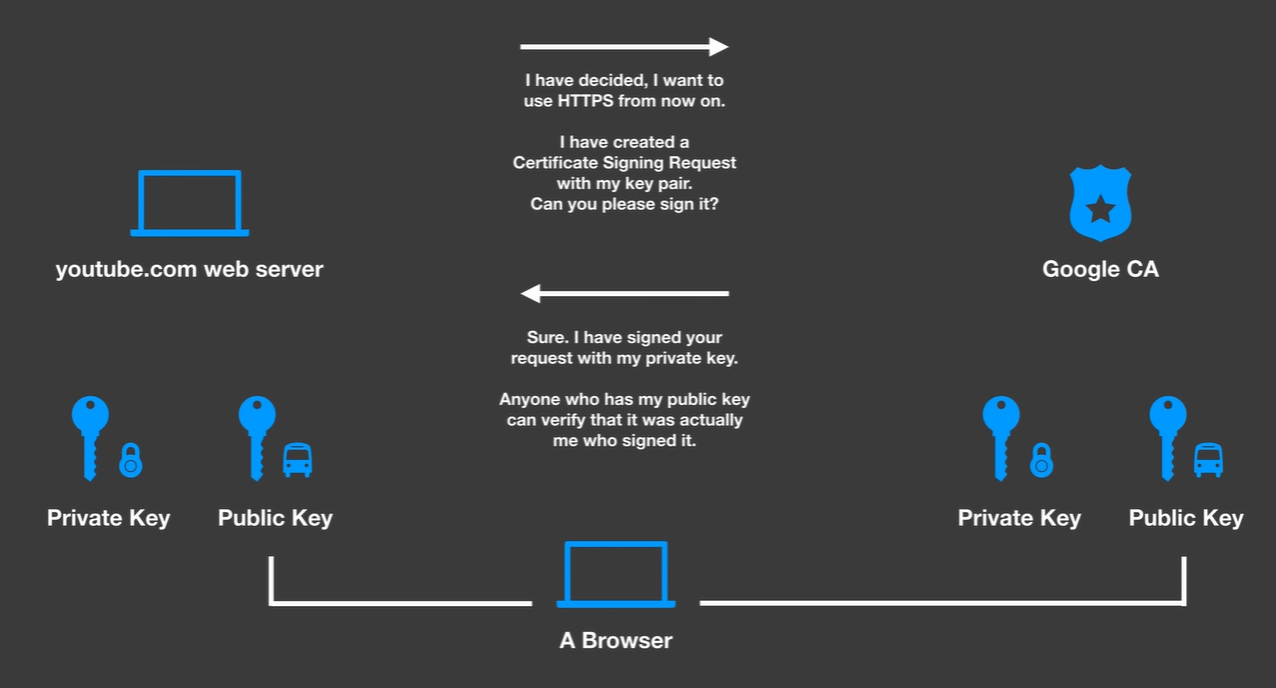 I have decided, I want to
use HTTPS from now on.
I have created a
Certificate Signing Request
with my key pair.
Can you please sign it?
youtube.com web server
Google CA
Sure. I have signed your
request with my private key.
Anyone who has my public key
can verify that it was actually
me who signed it.
Private Key
Public Key
Private Key
Public Key
A Browser